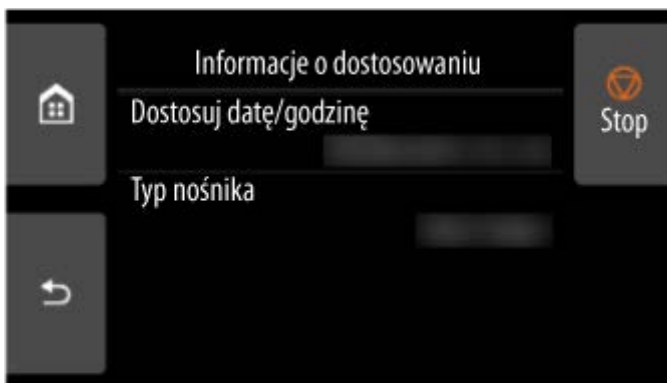 Informacje o dostosowaniu
Dostosuj datę/godzinę
Typ nośnika
Stop